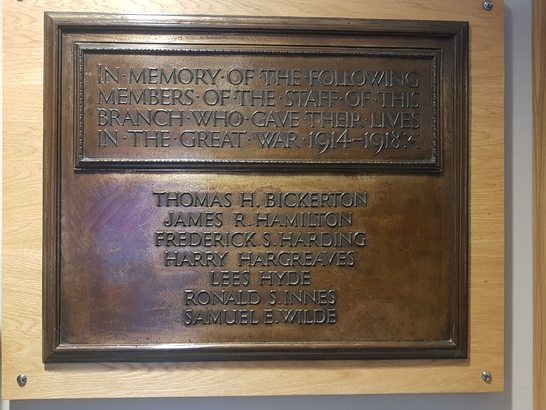 IN·MEMORY·OF·THE·FOLLOWING
MEMBERS·OF·THE·STAFF·OF·THIS
BRANCH·WHO·GAVE·THEIR·LIVES
IN·THE·GREAT·WAR·1914–1918·
THOMAS H. BICKERTON
JAMES R. HAMILTON
FREDERICK S. HARDING
HARRY HARGREAVES
LEES HYDE
RONALD S. INNES
SAMUEL E. WILDE